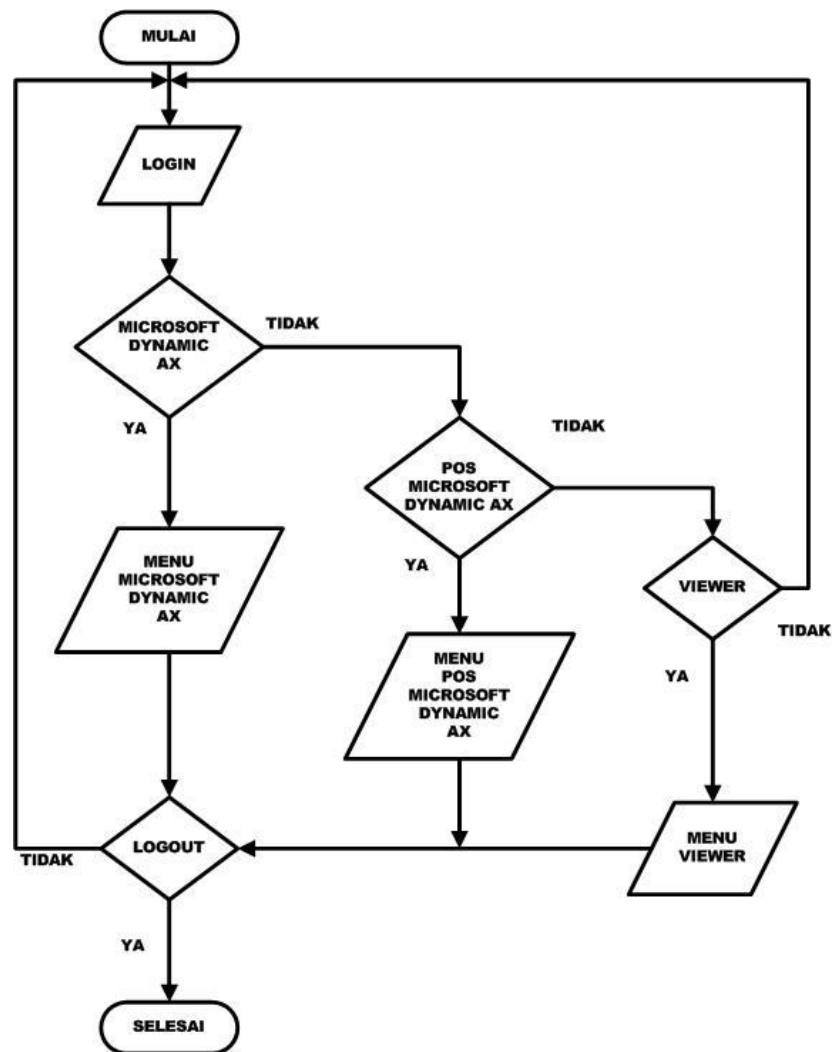 MULAI
LOGIN
MICROSOFT
DYNAMIC
AX
TIDAK
YA
POS
MICROSOFT
DYNAMIC AX
TIDAK
YA
VIEWER
TIDAK
YA
MENU
MICROSOFT
DYNAMIC
AX
MENU
POS
MICROSOFT
DYNAMIC
AX
MENU
VIEWER
LOGOUT
TIDAK
YA
SELESAI